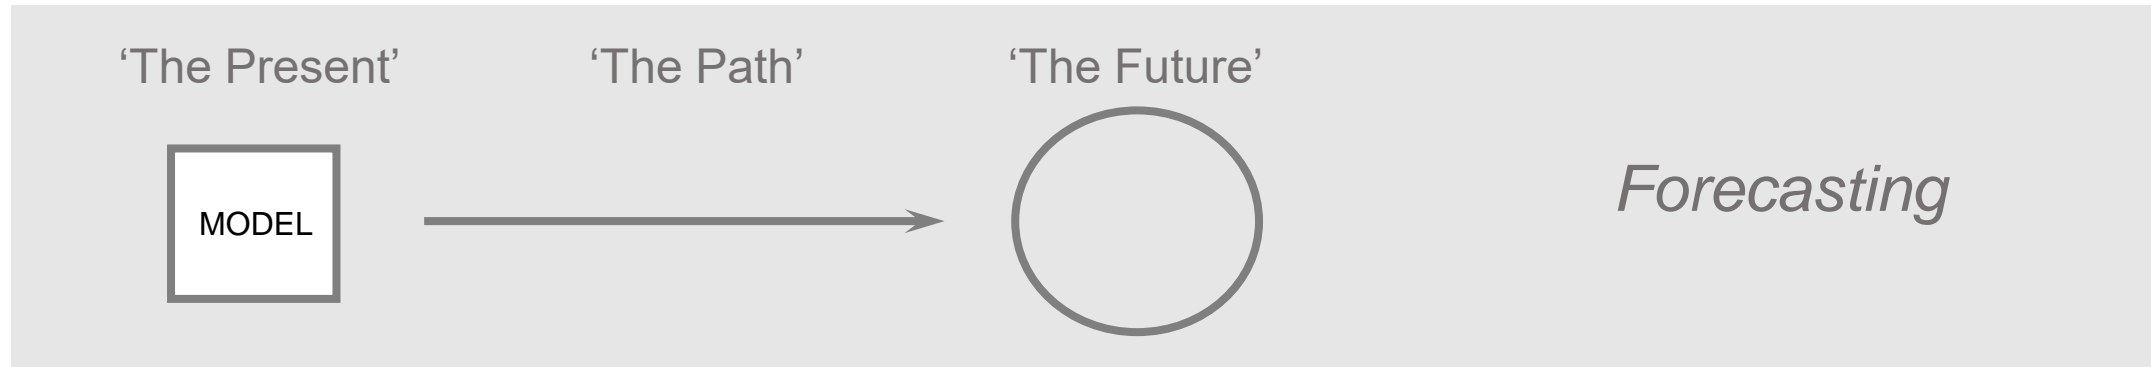 ‘The Present’ ‘The Path’ ‘The Future’
Forecasting
MODEL